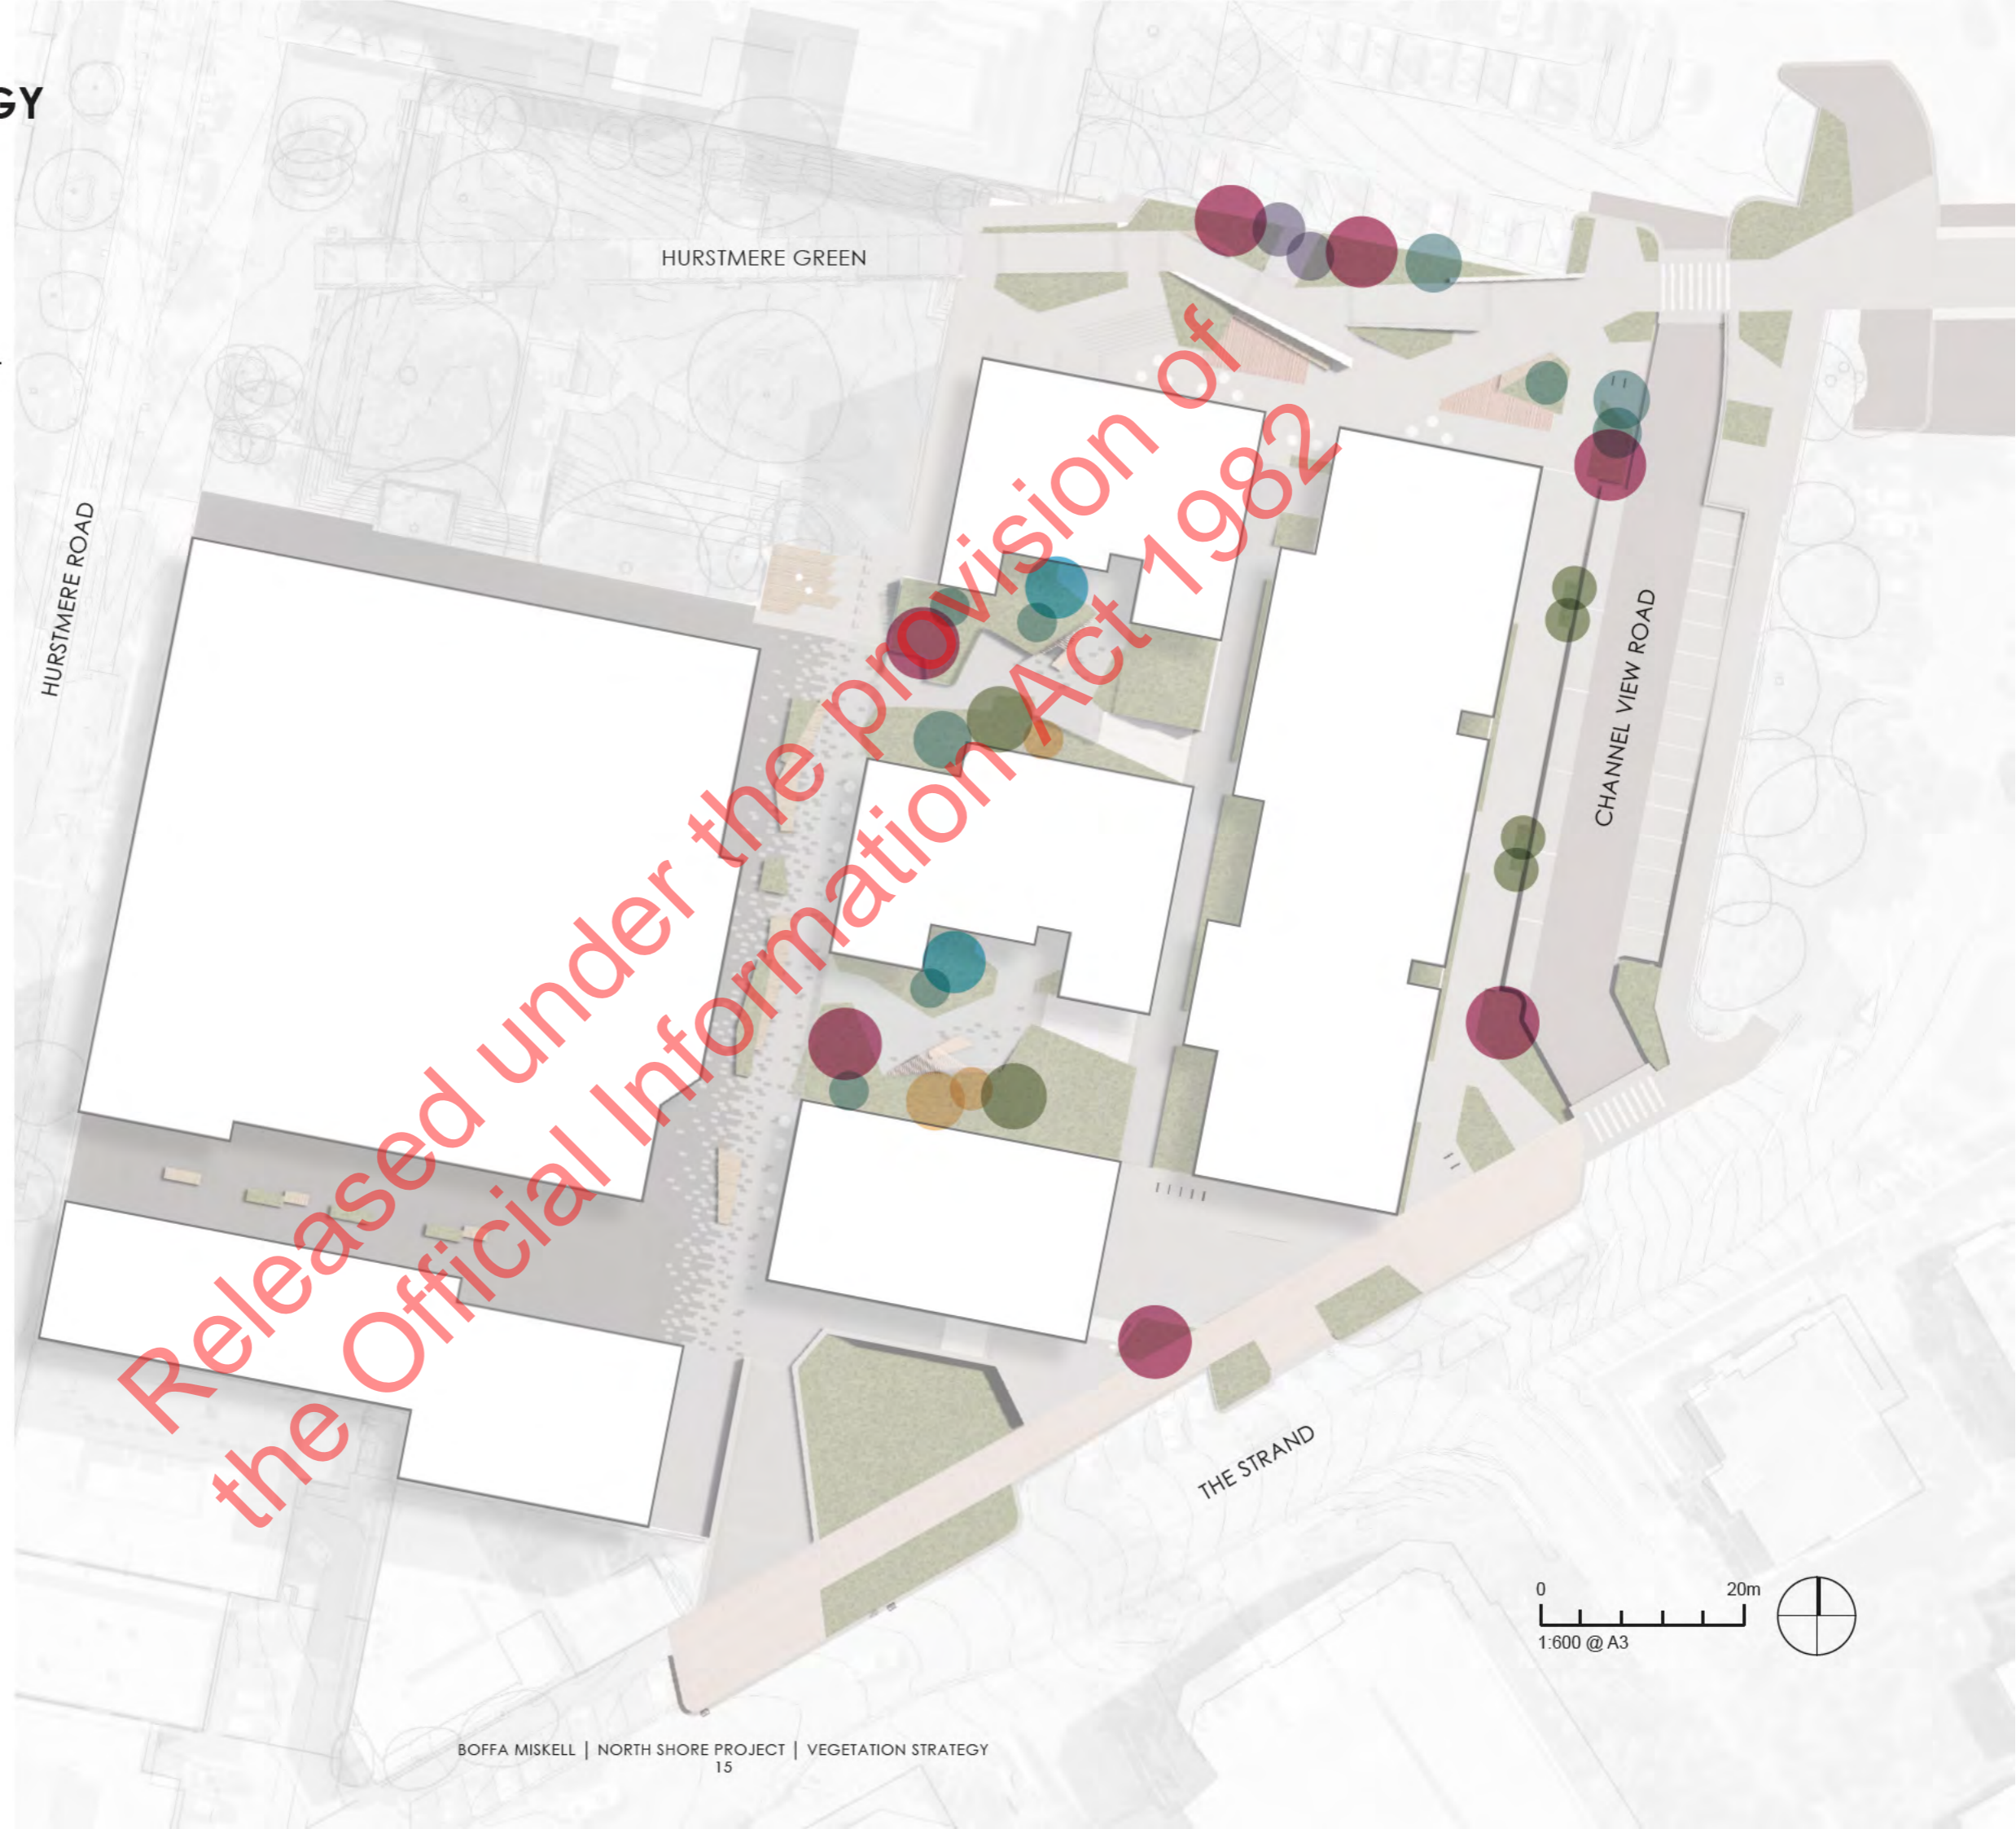 GY
HURSTMERE GREEN
HURSTMERE ROAD
CHANNEL VIEW ROAD
Released under the provision of
the Official Information Act 1982
THE STRAND
0 20m
1:600 @ A3
BOFFA MISKELL | NORTH SHORE PROJECT | VEGETATION STRATEGY
15